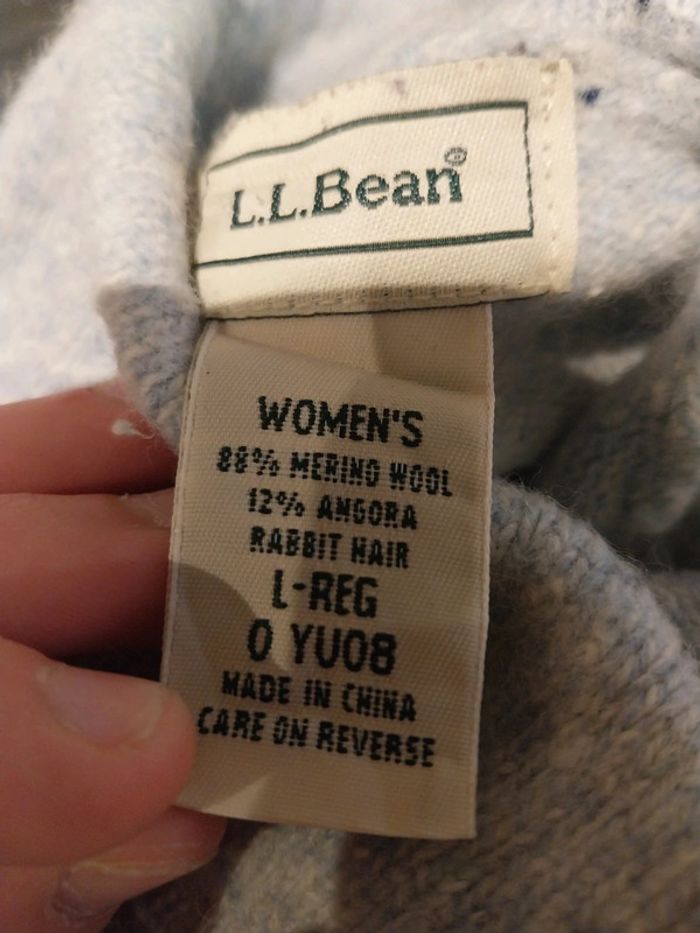 L.L.Bean®
WOMEN'S
88% MERINO WOOL
12% ANGORA
RABBIT HAIR
L-REG
0 YU08
MADE IN CHINA
CARE ON REVERSE